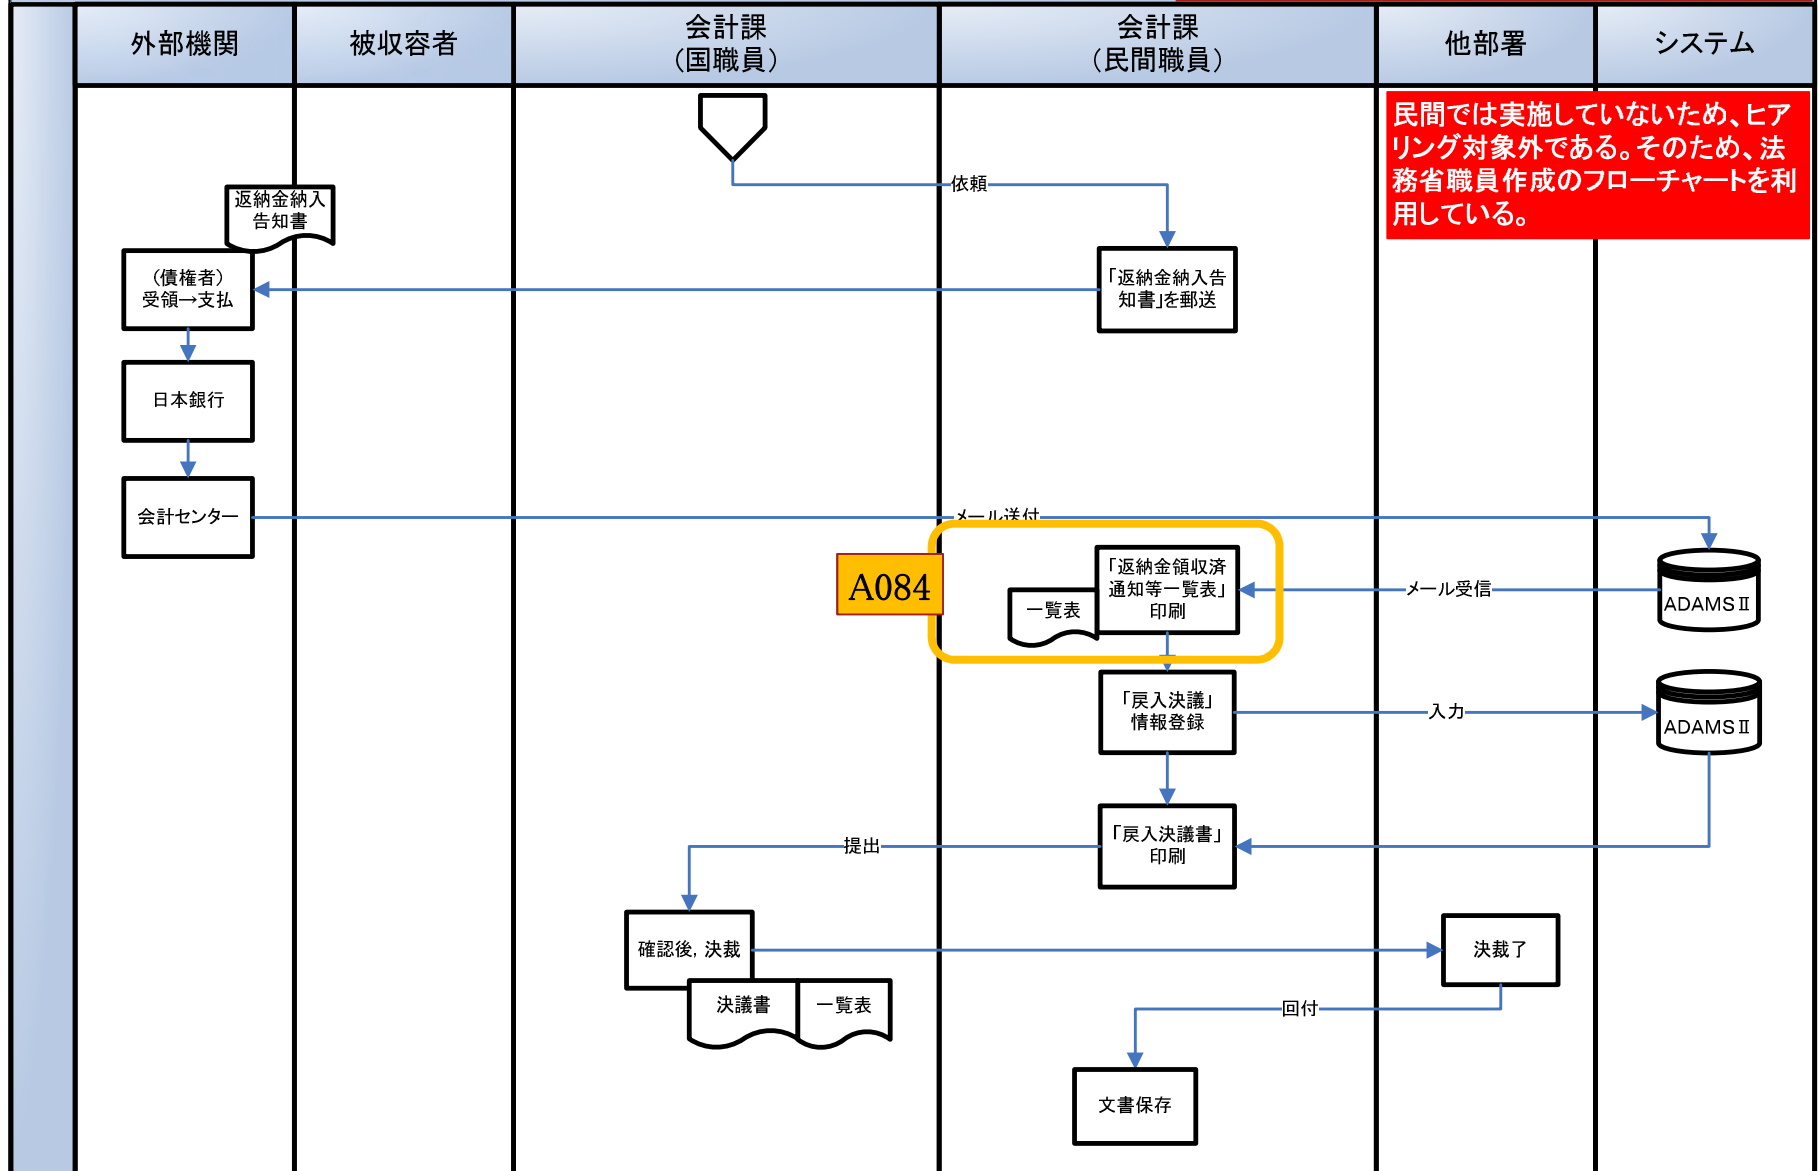 外部機関
被収容者
会計課
（国職員）
会計課
（民間職員）
他部署
システム
民間では実施していないため、ヒア
リング対象外である。そのため、法
務省職員作成のフローチャートを利
用している。
依頼
返納金納入
告知書
（債権者）
受領→支払
「返納金納入告
知書」を郵送
日本銀行
会計センター
メール送付
A084
「返納金領収済
通知等一覧表」
印刷
一覧表
メール受信
ADAMSⅡ
「戻入決議」
情報登録
入力
ADAMSⅡ
「戻入決議書」
印刷
提出
確認後，決裁
決裁了
決議書
一覧表
回付
文書保存